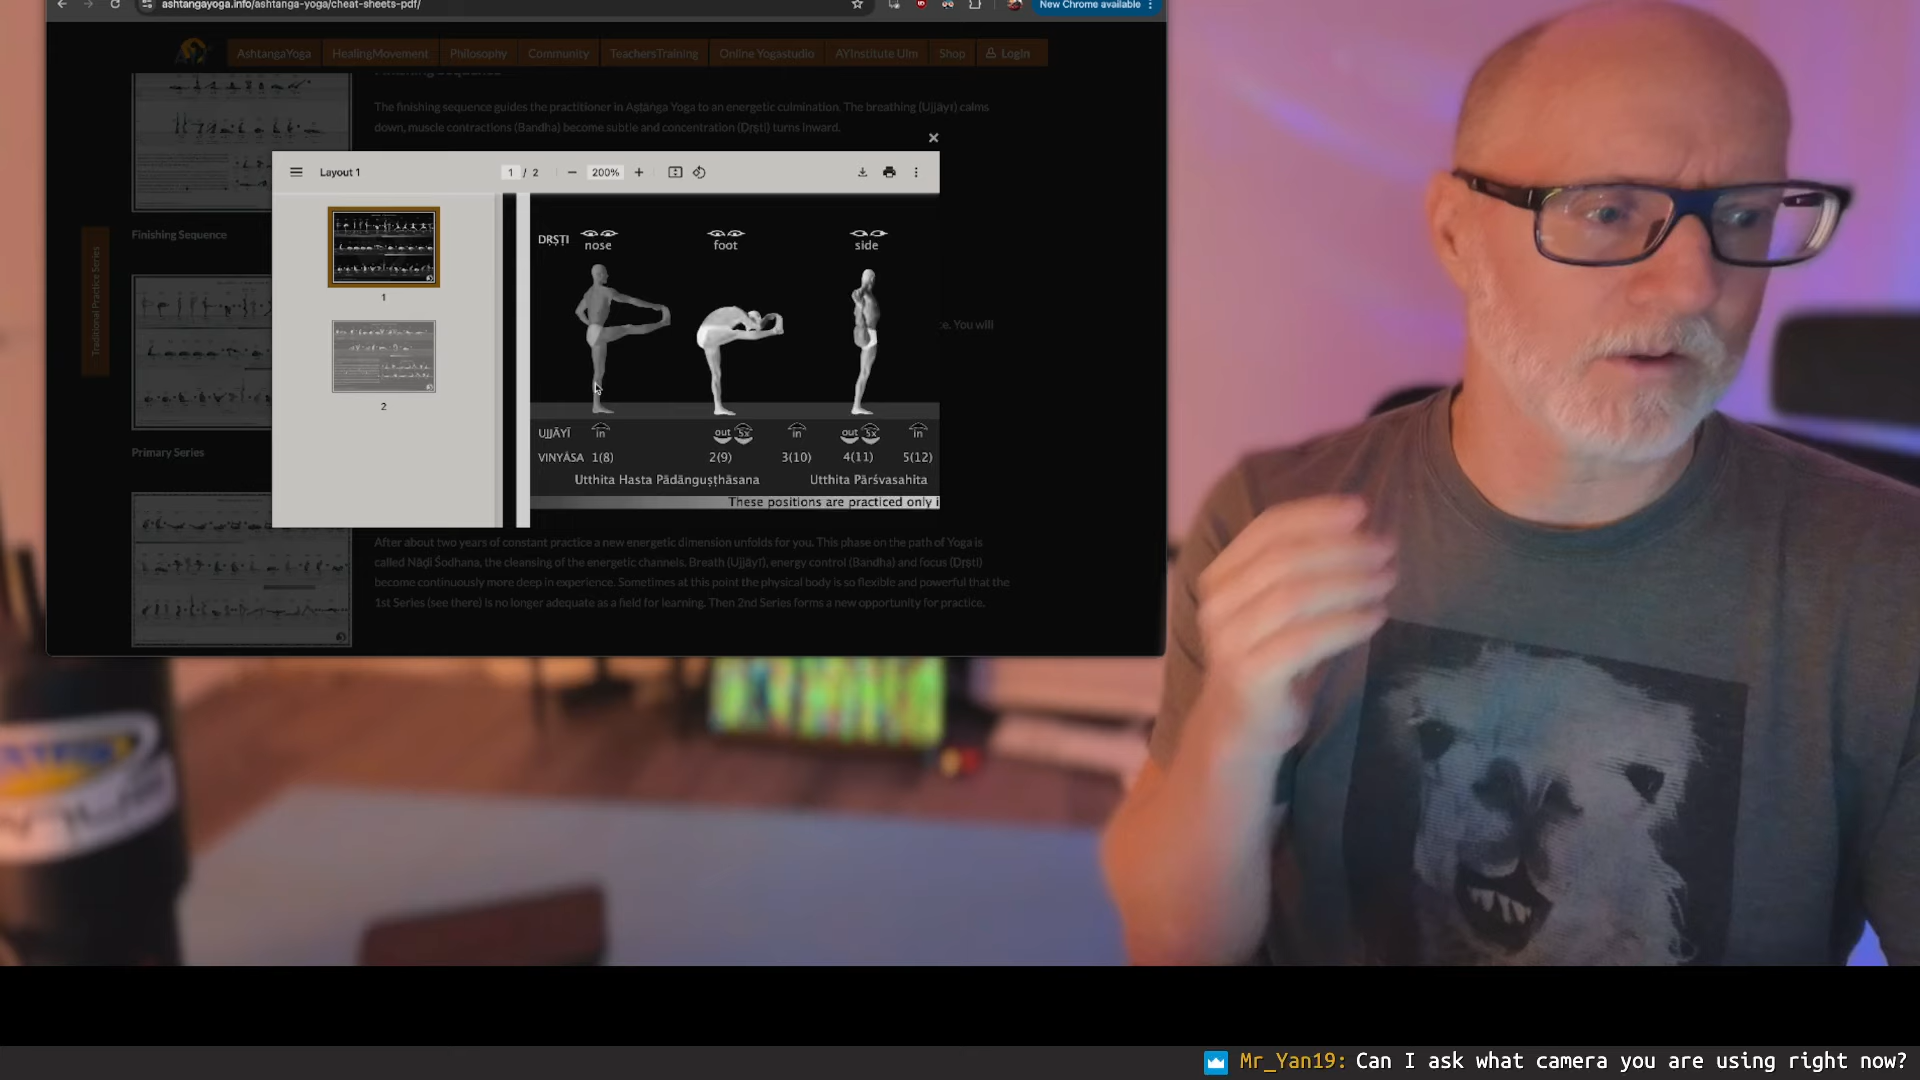 ashtangayoga.info/ashtanga-yoga/cheat-sheets-pdf/
New Chrome available
AshtangaYoga
HealingMovement
Philosophy
Community
TeachersTraining
Online Yogastudio
AYInstitute Ulm
Shop
Login
Finishing Sequence
The finishing sequence guides the practitioner in Aṣṭāṅga Yoga to an energetic culmination. The breathing (Ujjāyī) calms
down, muscle contractions (Bandha) become subtle and concentration (Dṛṣṭi) turns inward.
Layout 1
1 / 2
200%
Traditional Practice Series
Finishing Sequence
1
2
DṚṢṬI nose foot side
e. You will
UJJĀYĪ in out 5x in out 5x in
VINYĀSA 1(8) 2(9) 3(10) 4(11) 5(12)
Utthita Hasta Pādānguṣṭhāsana Utthita Pārśvasahita
These positions are practiced only i
Primary Series
After about two years of constant practice a new energetic dimension unfolds for you. This phase on the path of Yoga is
called Nāḍī Śodhana, the cleansing of the energetic channels. Breath (Ujjāyī), energy control (Bandha) and focus (Dṛṣṭi)
become continuously more deep in experience. Sometimes at this point the physical body is so flexible and powerful that the
1st Series (see there) is no longer adequate as a field for learning. Then 2nd Series forms a new opportunity for practice.
Mr_Yan19: Can I ask what camera you are using right now?